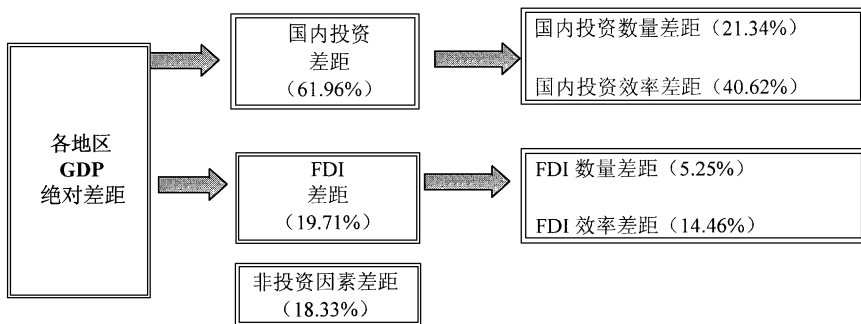 各地区
GDP
绝对差距
国内投资
差距
(61.96%)
国内投资数量差距（21.34%）
国内投资效率差距（40.62%）
FDI
差距
(19.71%)
FDI 数量差距（5.25%）
FDI 效率差距（14.46%）
非投资因素差距
(18.33%)